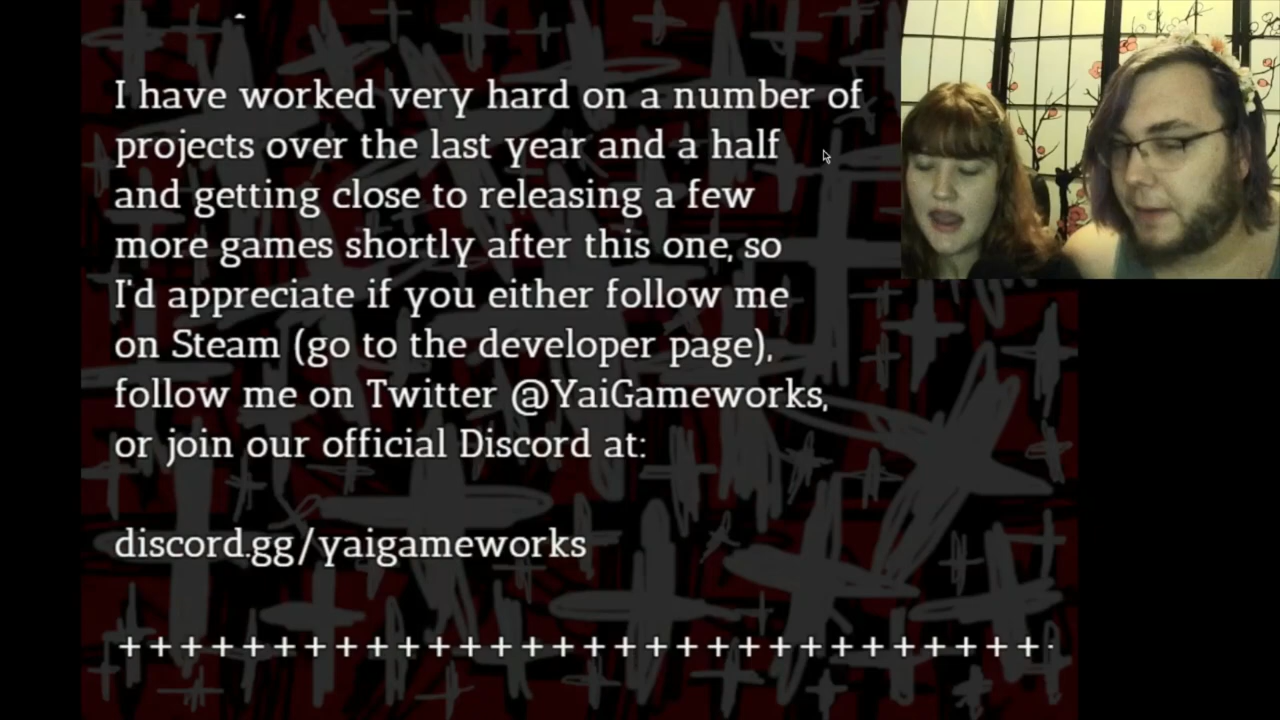 I have worked very hard on a number of
projects over the last year and a half
and getting close to releasing a few
more games shortly after this one, so
I'd appreciate if you either follow me
on Steam (go to the developer page),
follow me on Twitter @YaiGameworks,
or join our official Discord at:
discord.gg/yaigameworks
++++++++++++++++++++++++++++++